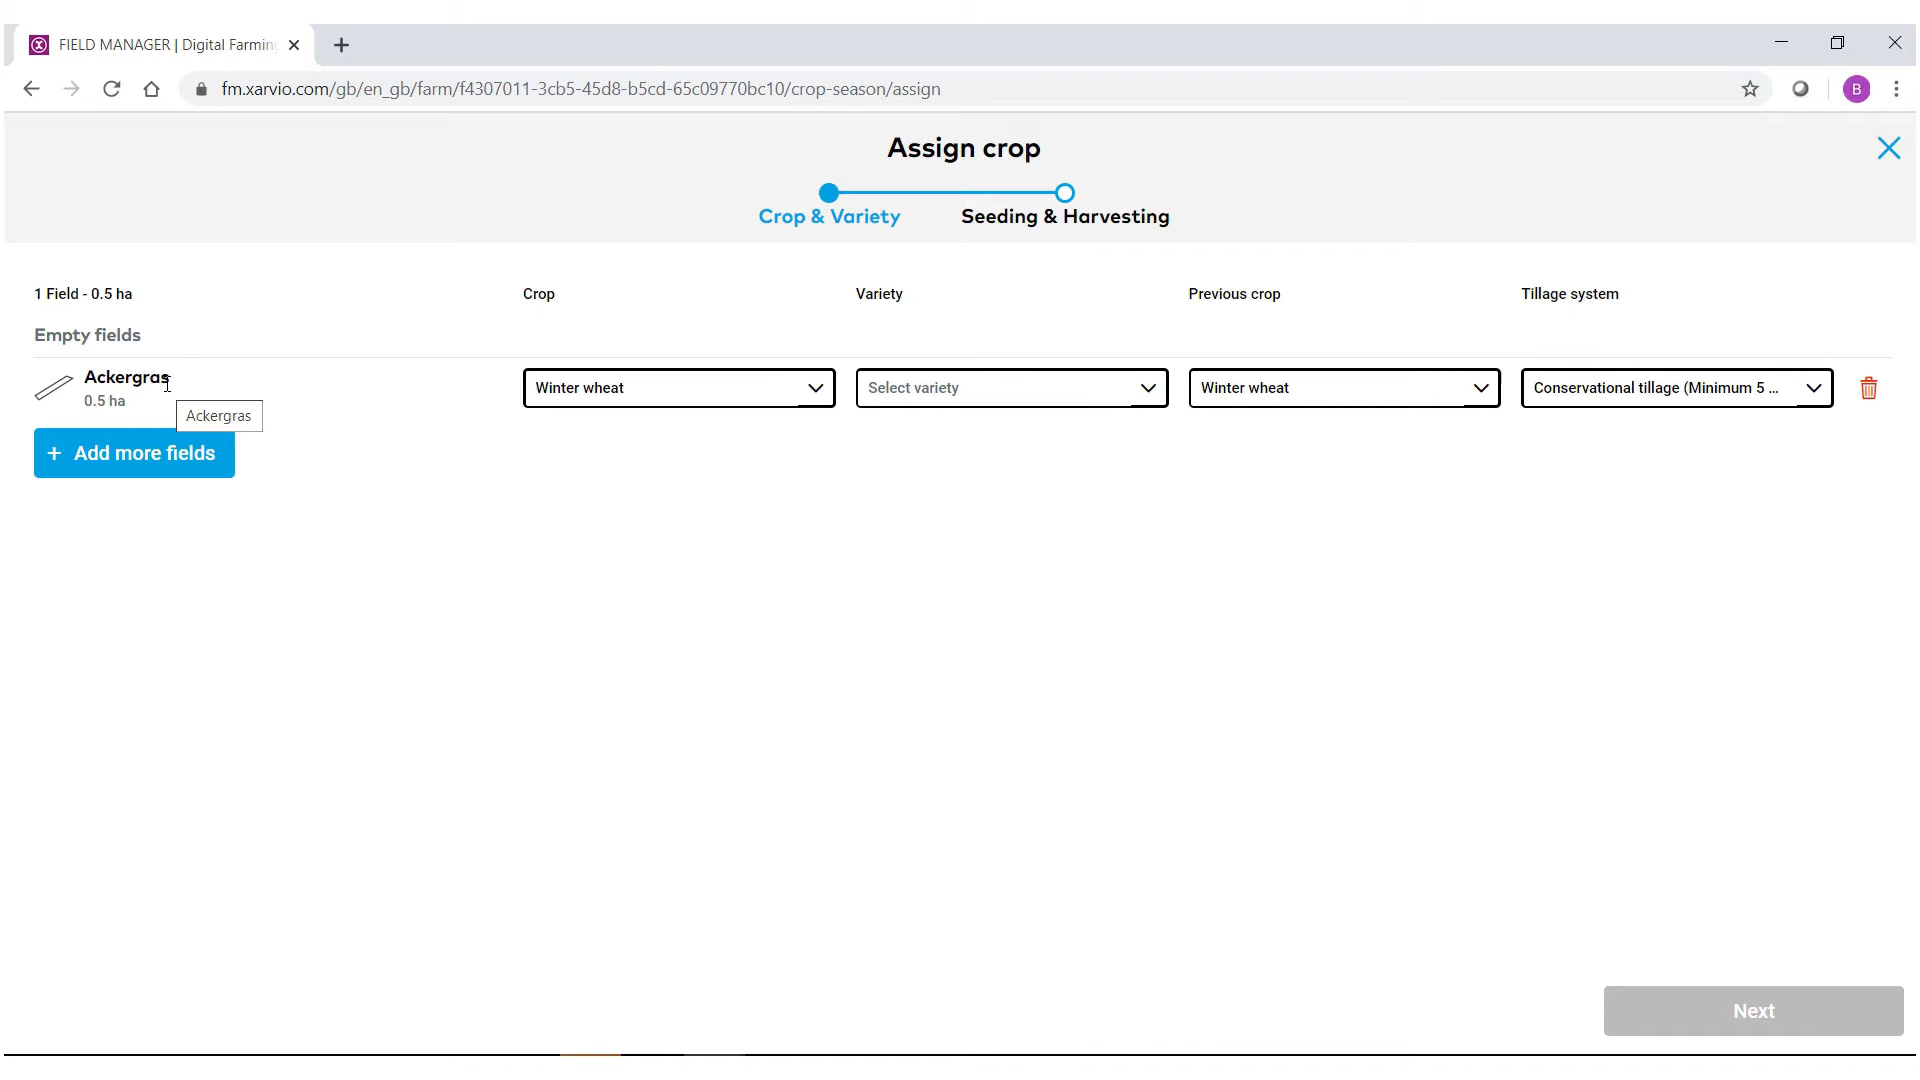 FIELD MANAGER | Digital Farmin
fm.xarvio.com/gb/en_gb/farm/f4307011-3cb5-45d8-b5cd-65c09770bc10/crop-season/assign
B
Assign crop
Crop & Variety
Seeding & Harvesting
1 Field - 0.5 ha
Crop
Variety
Previous crop
Tillage system
Empty fields
Ackergras
0.5 ha
Winter wheat
Select variety
Winter wheat
Conservational tillage (Minimum 5 ...
Ackergras
+ Add more fields
Next